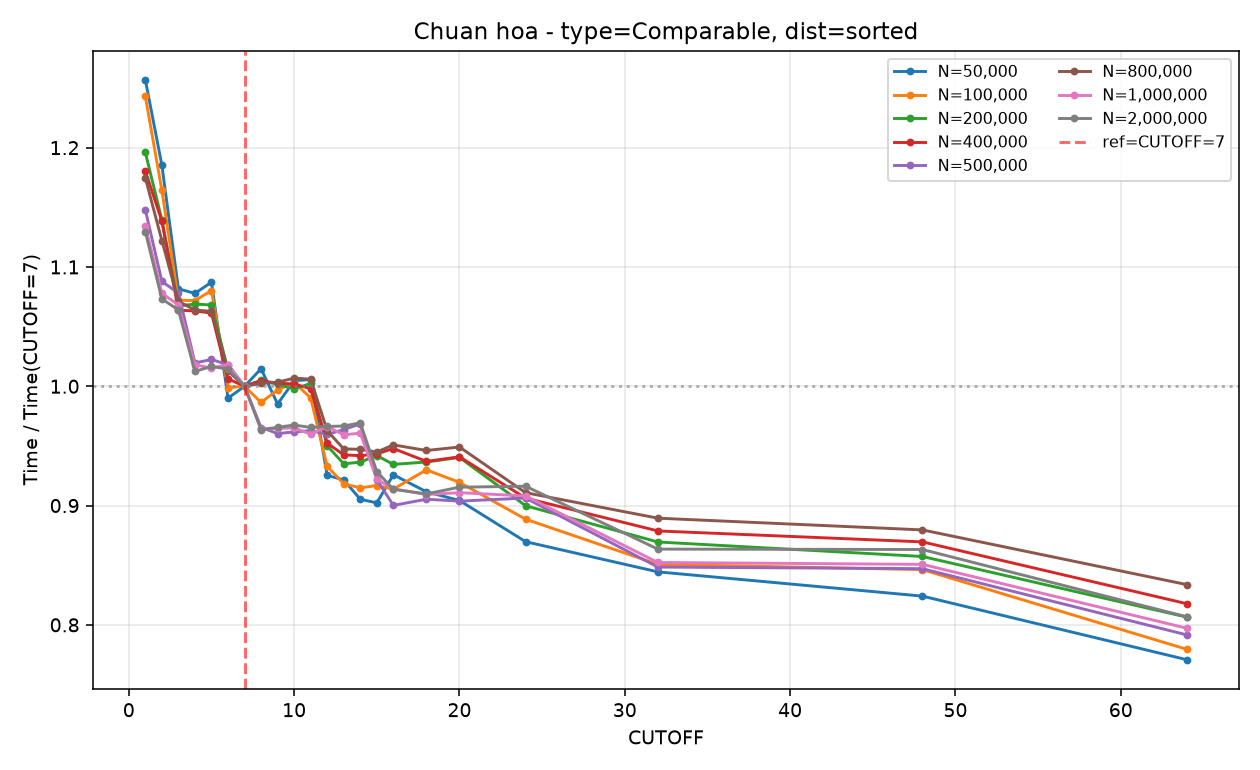 Chuan hoa - type=Comparable, dist=sorted
Time / Time(CUTOFF=7)
1.2
1.1
1.0
0.9
0.8
N=50,000
N=100,000
N=200,000
N=400,000
N=500,000
N=800,000
N=1,000,000
N=2,000,000
ref=CUTOFF=7
0 10 20 30 40 50 60
CUTOFF